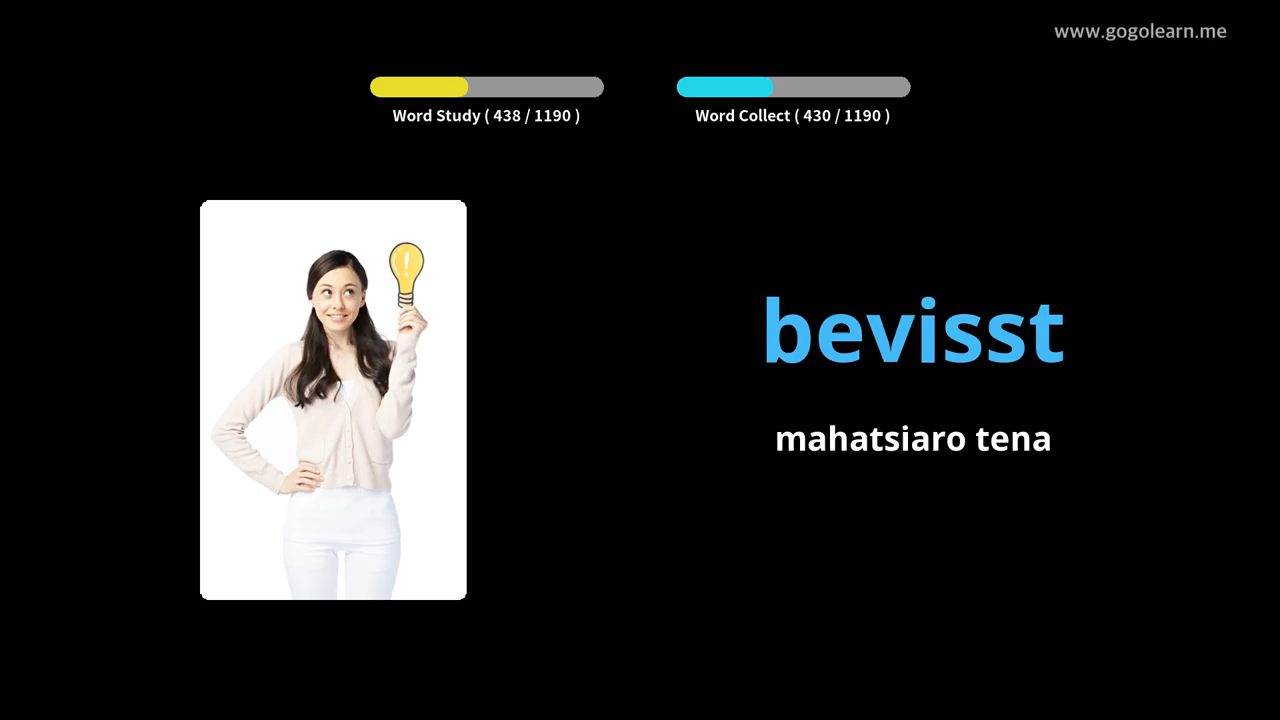 www.gogolearn.me
Word Study ( 438 / 1190 )
Word Collect ( 430 / 1190 )
bevisst
mahatsiaro tena